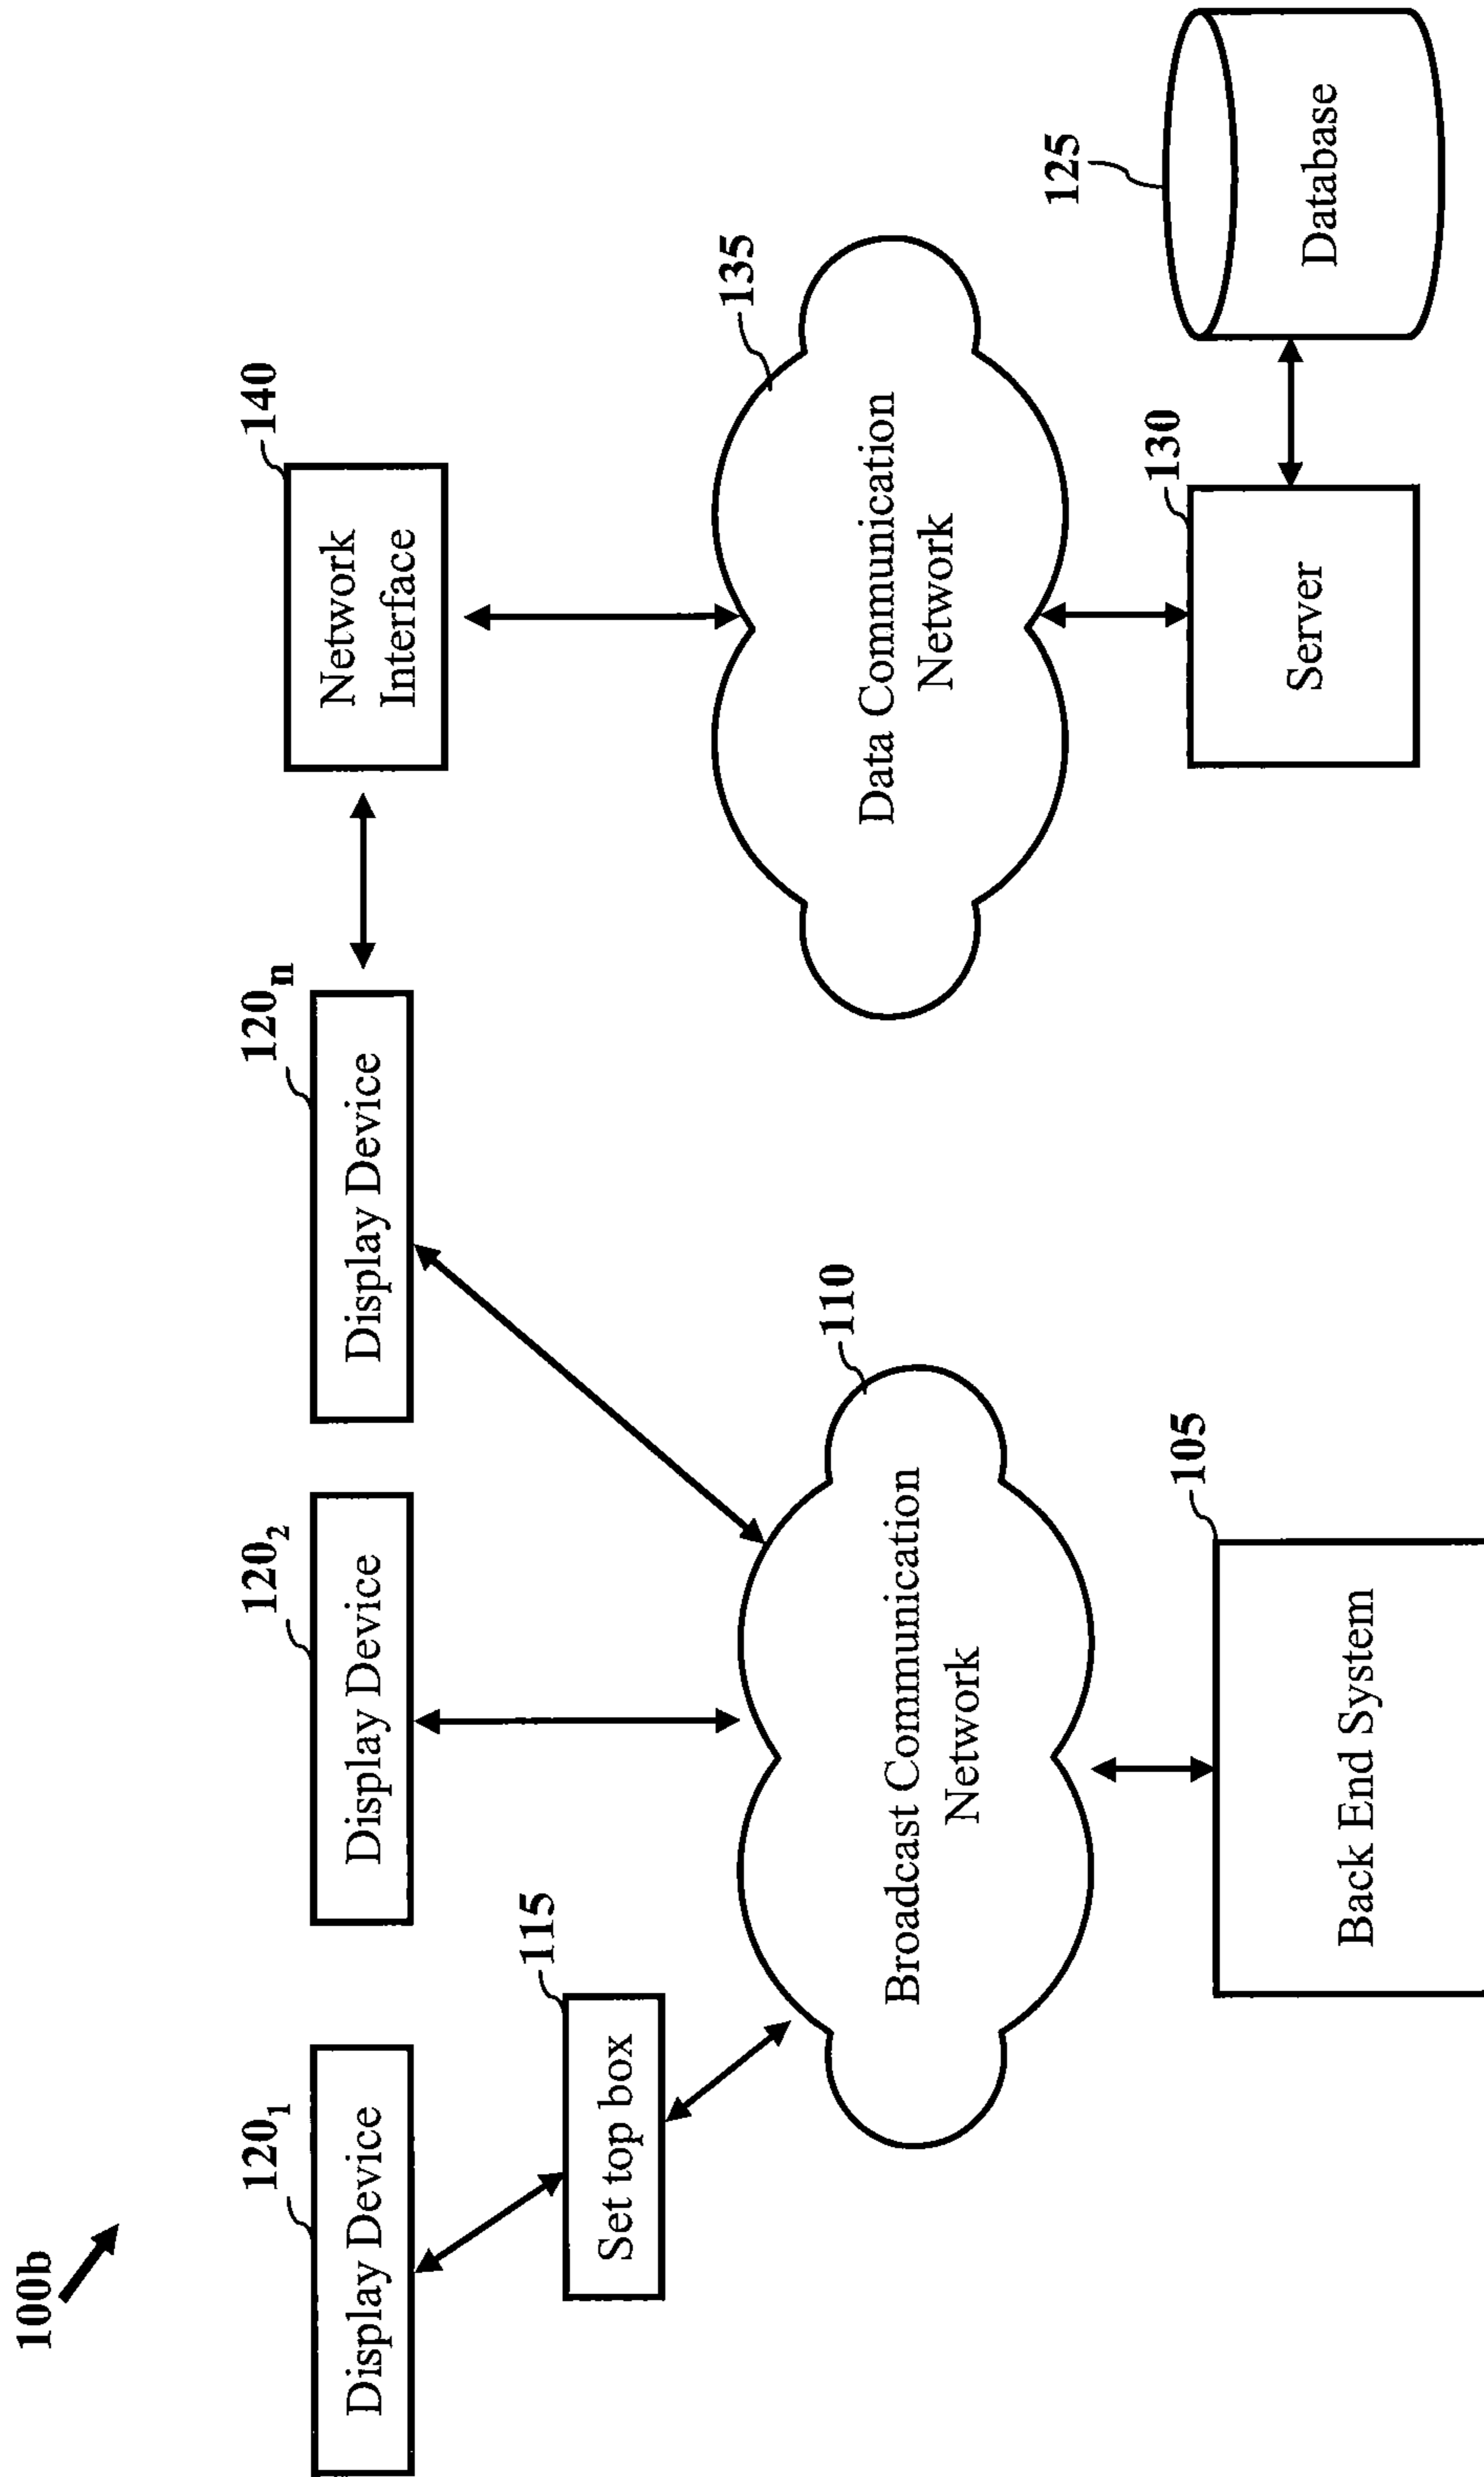 100b
120₁
Display Device
120₂
Display Device
120ₙ
Display Device
140
Network
Interface
115
Set top box
110
Broadcast Communication
Network
135
Data Communication
Network
105
Back End System
130
Server
125
Database